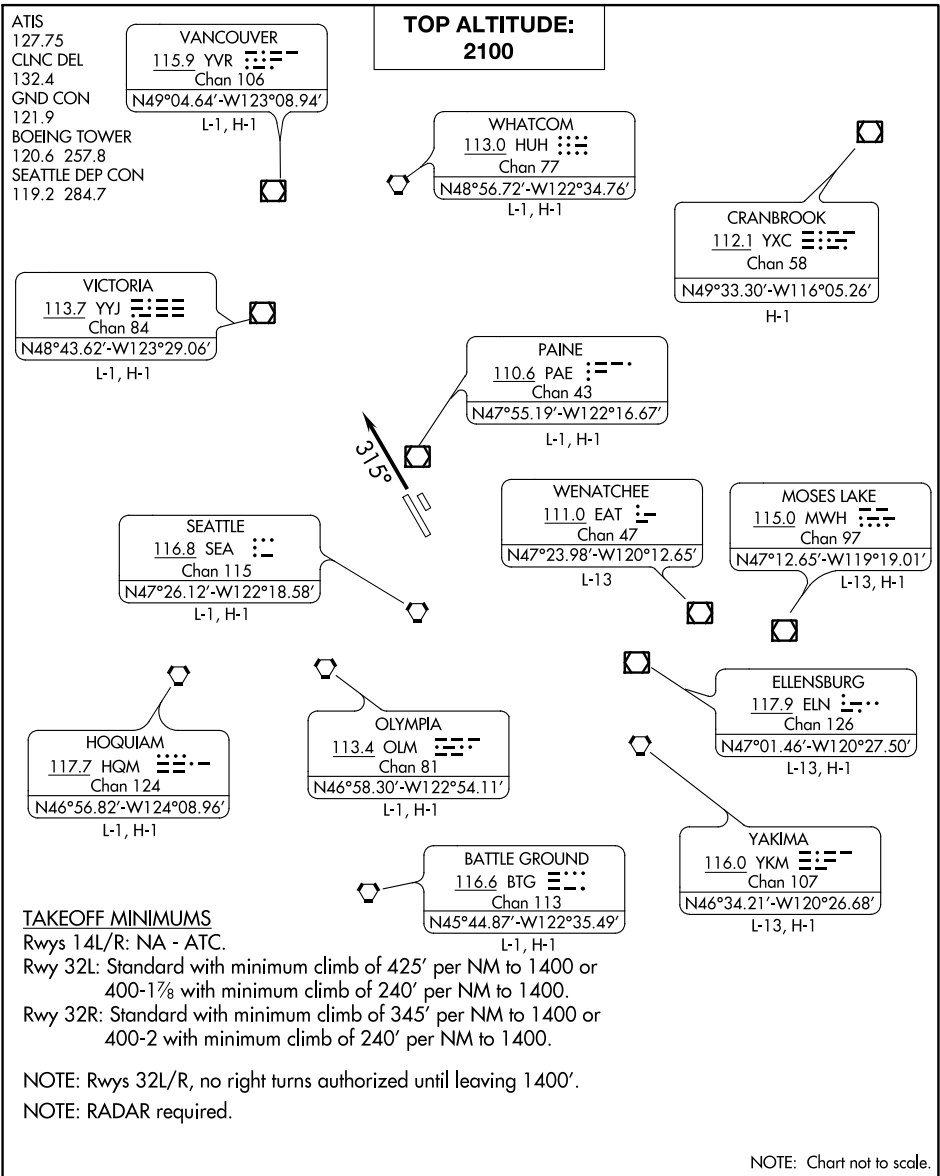 ATIS
127.75
CLNC DEL
132.4
GND CON
121.9
BOEING TOWER
120.6 257.8
SEATTLE DEP CON
119.2 284.7
TOP ALTITUDE:
2100
VANCOUVER
115.9 YVR
Chan 106
N49°04.64'-W123°08.94'
L-1, H-1
WHATCOM
113.0 HUH
Chan 77
N48°56.72'-W122°34.76'
L-1, H-1
CRANBROOK
112.1 YXC
Chan 58
N49°33.30'-W116°05.26'
H-1
VICTORIA
113.7 YYJ
Chan 84
N48°43.62'-W123°29.06'
L-1, H-1
PAINE
110.6 PAE
Chan 43
N47°55.19'-W122°16.67'
L-1, H-1
315°
SEATTLE
116.8 SEA
Chan 115
N47°26.12'-W122°18.58'
L-1, H-1
WENATCHEE
111.0 EAT
Chan 47
N47°23.98'-W120°12.65'
L-13
MOSES LAKE
115.0 MWH
Chan 97
N47°12.65'-W119°19.01'
L-13, H-1
HOQUIAM
117.7 HQM
Chan 124
N46°56.82'-W124°08.96'
L-1, H-1
OLYMPIA
113.4 OLM
Chan 81
N46°58.30'-W122°54.11'
L-1, H-1
ELLENSBURG
117.9 ELN
Chan 126
N47°01.46'-W120°27.50'
L-13, H-1
YAKIMA
116.0 YKM
Chan 107
N46°34.21'-W120°26.68'
L-13, H-1
BATTLE GROUND
116.6 BTG
Chan 113
N45°44.87'-W122°35.49'
L-1, H-1
TAKEOFF MINIMUMS
Rwys 14L/R: NA - ATC.
Rwy 32L: Standard with minimum climb of 425' per NM to 1400 or
400-1⅞ with minimum climb of 240' per NM to 1400.
Rwy 32R: Standard with minimum climb of 345' per NM to 1400 or
400-2 with minimum climb of 240' per NM to 1400.
NOTE: Rwys 32L/R, no right turns authorized until leaving 1400'.
NOTE: RADAR required.
NOTE: Chart not to scale.